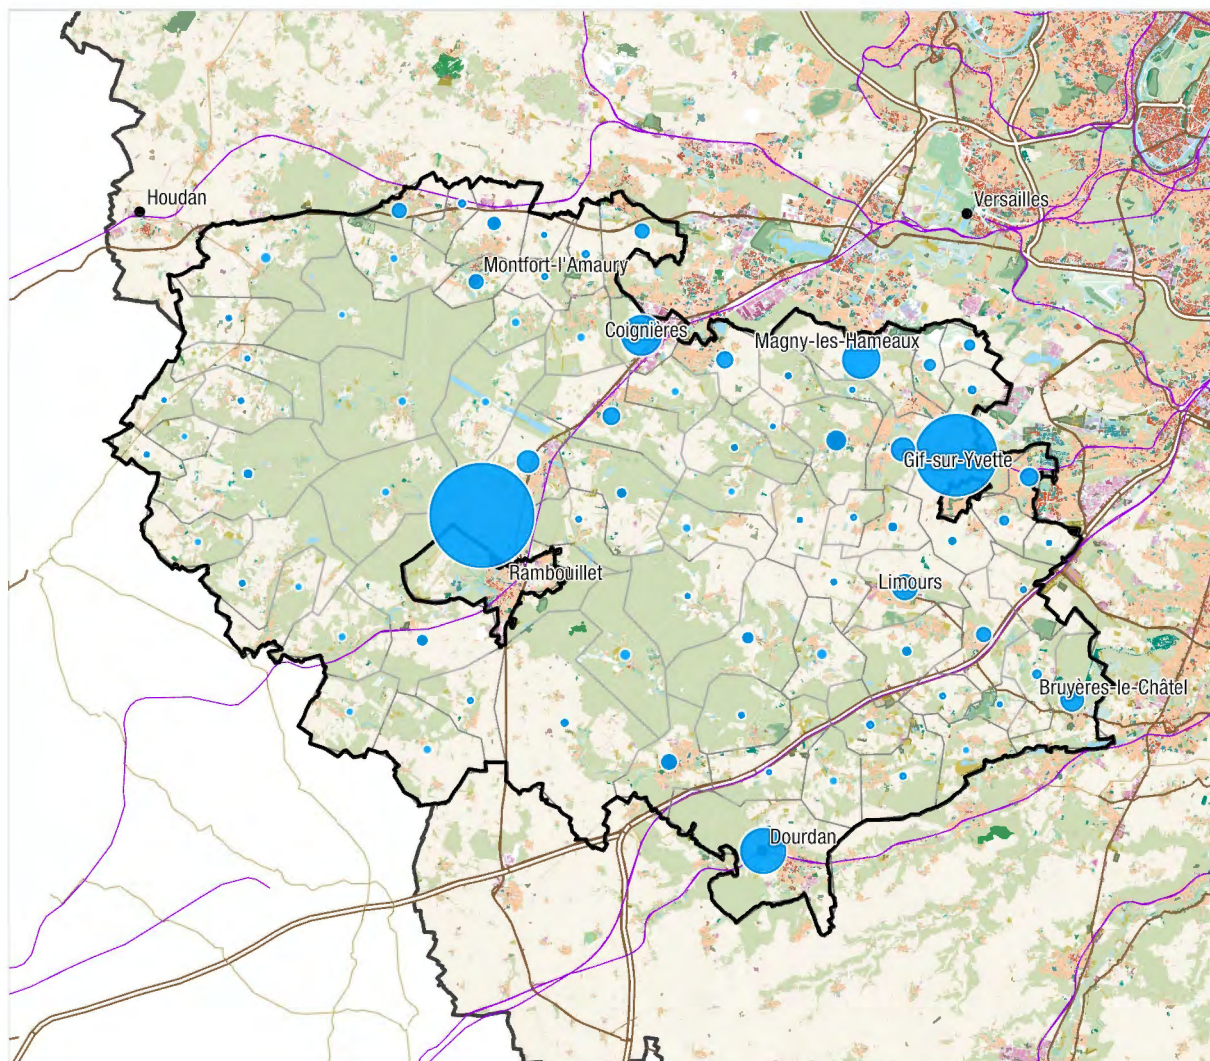 Houdan
Versailles
Montfort-l'Amaury
Coignières
Magny-les-Hameaux
Gif-sur-Yvette
Rambouillet
Limours
Bruyères-le-Châtel
Dourdan